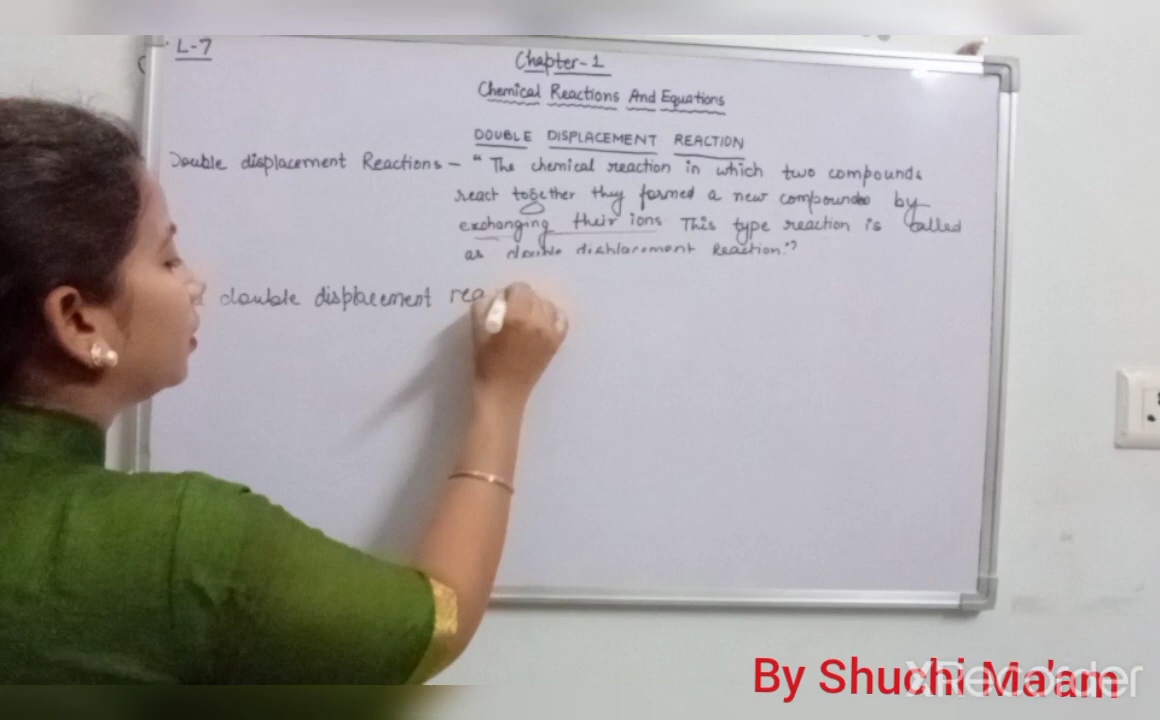 L-7
Chapter-1
Chemical Reactions And Equations
DOUBLE DISPLACEMENT REACTION
Double displacement Reactions - " The chemical reaction in which two compounds
react together they formed a new compounds by
exchanging their ions This type reaction is called
as double dishlacement Reaction."
double displacement rea
By Shuchi Ma'am
XRecorder